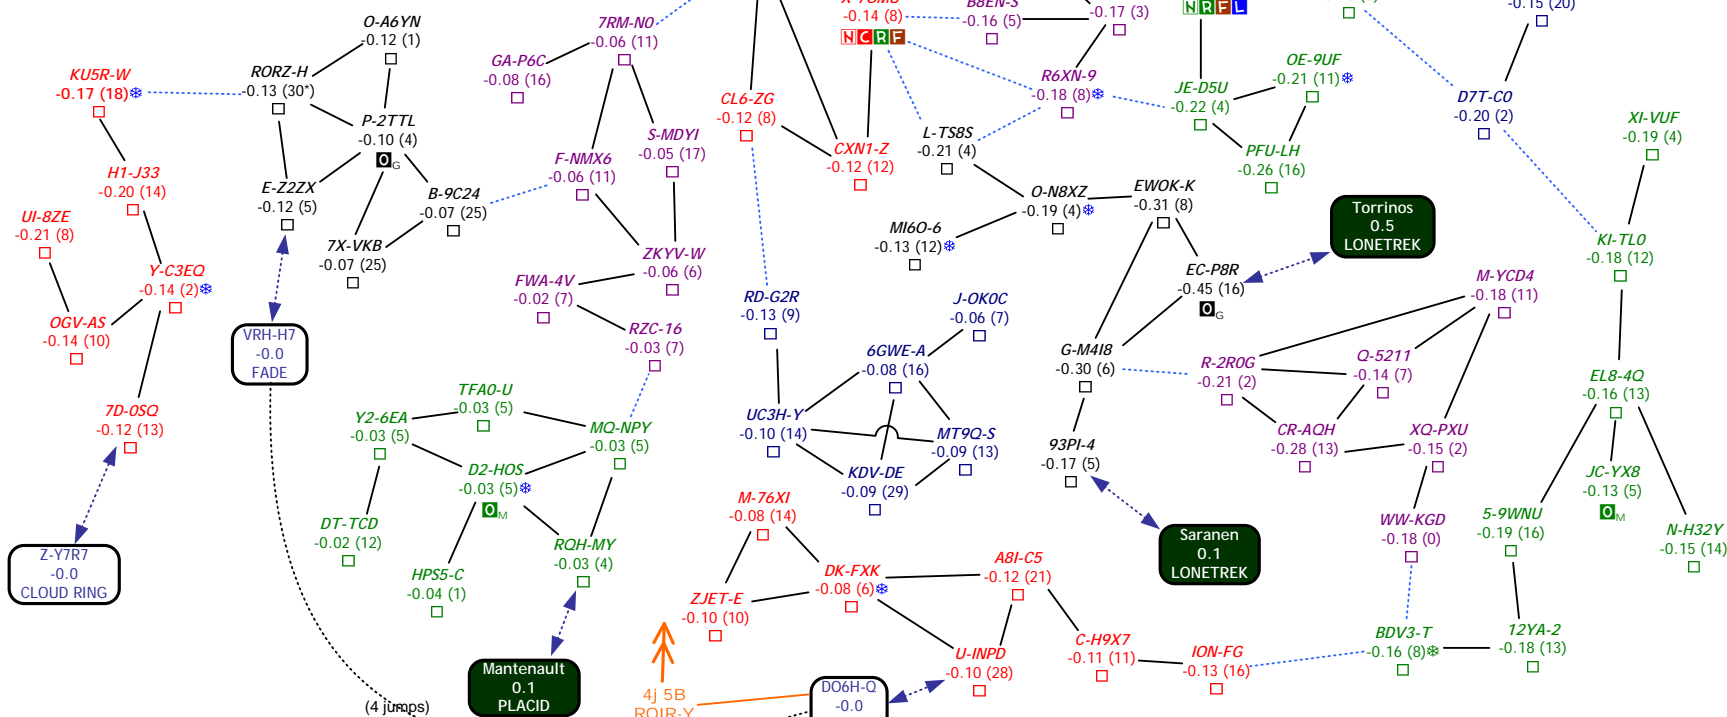 O-A6YN
-0.12 (1)
7RM-N0
-0.06 (11)
-0.14 (8)
N C R F
B8EN-S
-0.16 (5)
-0.17 (3)
N R F L
-0.15 (20)
KU5R-W
-0.17 (18)
RORZ-H
-0.13 (30*)
GA-P6C
-0.08 (16)
CL6-ZG
-0.12 (8)
R6XN-9
-0.18 (8)
JE-D5U
-0.22 (4)
OE-9UF
-0.21 (11)
D7T-C0
-0.20 (2)
XI-VUF
-0.19 (4)
P-2TTL
-0.10 (4)
0G
S-MDYI
-0.05 (17)
L-TS8S
-0.21 (4)
CXN1-Z
-0.12 (12)
PFU-LH
-0.26 (16)
H1-J33
-0.20 (14)
E-Z2ZX
-0.12 (5)
B-9C24
-0.07 (25)
F-NMX6
-0.06 (11)
O-N8XZ
-0.19 (4)
EWOK-K
-0.31 (8)
Torrinos
0.5
LONETREK
UI-8ZE
-0.21 (8)
7X-VKB
-0.07 (25)
MI6O-6
-0.13 (12)
KI-TL0
-0.18 (12)
Y-C3EQ
-0.14 (2)
ZKYV-W
-0.06 (6)
FWA-4V
-0.02 (7)
EC-P8R
-0.45 (16)
0G
M-YCD4
-0.18 (11)
OGV-AS
-0.14 (10)
VRH-H7
-0.0
FADE
RZC-16
-0.03 (7)
RD-G2R
-0.13 (9)
J-OK0C
-0.06 (7)
6GWE-A
-0.08 (16)
G-M4I8
-0.30 (6)
R-2R0G
-0.21 (2)
Q-5211
-0.14 (7)
EL8-4Q
-0.16 (13)
7D-0SQ
-0.12 (13)
Y2-6EA
-0.03 (5)
TFA0-U
-0.03 (5)
MQ-NPY
-0.03 (5)
UC3H-Y
-0.10 (14)
MT9Q-S
-0.09 (13)
93PI-4
-0.17 (5)
CR-AQH
-0.28 (13)
XQ-PXU
-0.15 (2)
D2-HOS
-0.03 (5)
0M
KDV-DE
-0.09 (29)
JC-YX8
-0.13 (5)
0M
M-76XI
-0.08 (14)
DT-TCD
-0.02 (12)
WW-KGD
-0.18 (0)
5-9WNU
-0.19 (16)
N-H32Y
-0.15 (14)
Z-Y7R7
-0.0
CLOUD RING
RQH-MY
-0.03 (4)
Saranen
0.1
LONETREK
HPS5-C
-0.04 (1)
DK-FXK
-0.08 (6)
A8I-C5
-0.12 (21)
ZJET-E
-0.10 (10)
C-H9X7
-0.11 (11)
ION-FG
-0.13 (16)
BDV3-T
-0.16 (8)
12YA-2
-0.18 (13)
Mantenault
0.1
PLACID
U-INPD
-0.10 (28)
4j 5B
ROIR-Y
DO6H-Q
-0.0
(4 jumps)